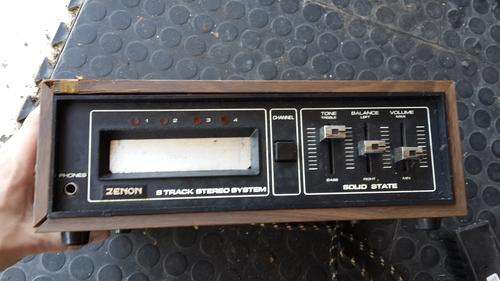 1 2 3 4
CHANNEL
TONE BALANCE VOLUME
TREBLE LEFT MAX
PHONES
BASS RIGHT MIN
ZENON 8 TRACK STEREO SYSTEM
SOLID STATE